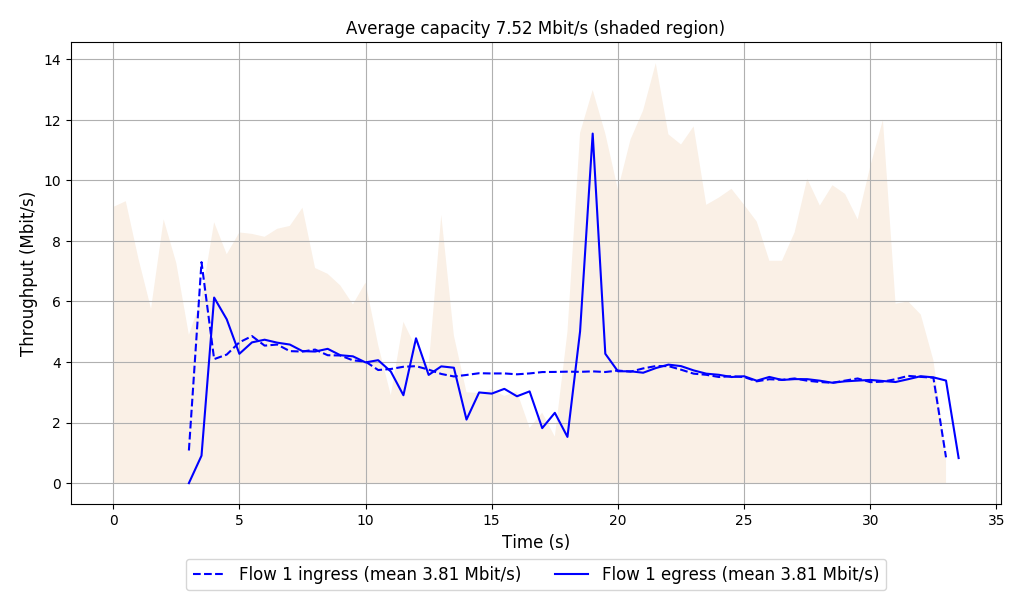 Average capacity 7.52 Mbit/s (shaded region)
Throughput (Mbit/s)
14
12
10
8
6
4
2
0
0 5 10 15 20 25 30 35
Time (s)
Flow 1 ingress (mean 3.81 Mbit/s) Flow 1 egress (mean 3.81 Mbit/s)